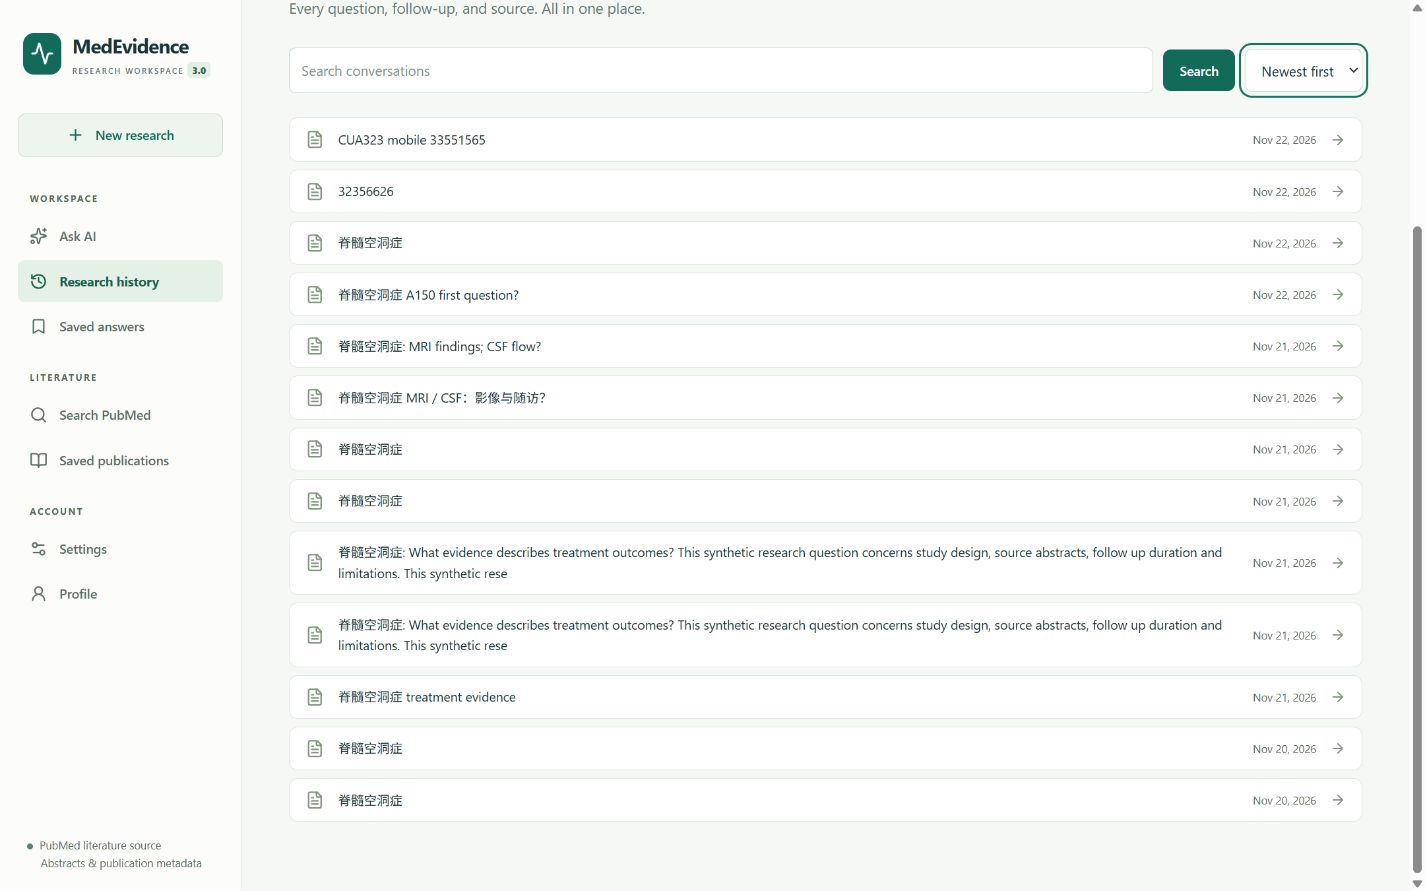 MedEvidence
RESEARCH WORKSPACE 3.0
New research
WORKSPACE
Ask AI
Research history
Saved answers
LITERATURE
Search PubMed
Saved publications
ACCOUNT
Settings
Profile
PubMed literature source
Abstracts & publication metadata
Every question, follow-up, and source. All in one place.
Search conversations
Search
Newest first
CUA323 mobile 33551565
Nov 22, 2026
32356626
Nov 22, 2026
脊髓空洞症
Nov 22, 2026
脊髓空洞症 A150 first question?
Nov 22, 2026
脊髓空洞症: MRI findings; CSF flow?
Nov 21, 2026
脊髓空洞症 MRI / CSF：影像与随访？
Nov 21, 2026
脊髓空洞症
Nov 21, 2026
脊髓空洞症
Nov 21, 2026
脊髓空洞症: What evidence describes treatment outcomes? This synthetic research question concerns study design, source abstracts, follow up duration and
limitations. This synthetic rese
Nov 21, 2026
脊髓空洞症: What evidence describes treatment outcomes? This synthetic research question concerns study design, source abstracts, follow up duration and
limitations. This synthetic rese
Nov 21, 2026
脊髓空洞症 treatment evidence
Nov 21, 2026
脊髓空洞症
Nov 20, 2026
脊髓空洞症
Nov 20, 2026